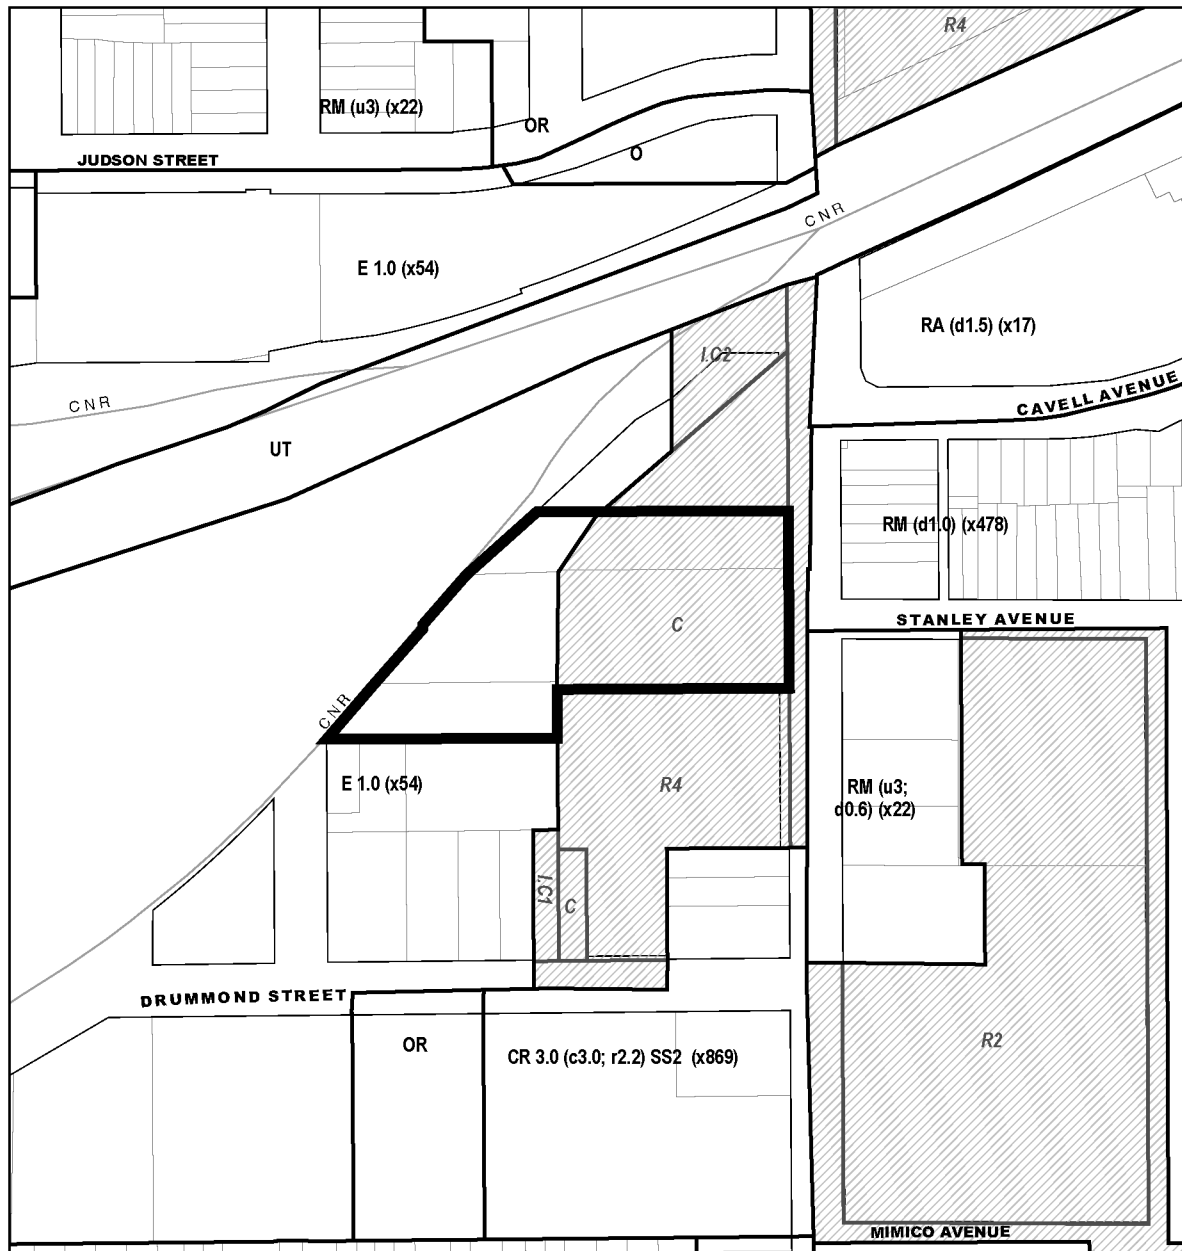 R4
RM (u3) (x22)
OR
JUDSON STREET
O
CNR
E 1.0 (x54)
RA (d1.5) (x17)
I.C2
CAVELL AVENUE
CNR
UT
RM (d1.0) (x478)
STANLEY AVENUE
C
CNR
E 1.0 (x54)
R4
RM (u3;
d0.6) (x22)
I.C1
C
DRUMMOND STREET
OR
CR 3.0 (c3.0; r2.2) SS2 (x869)
R2
MIMICO AVENUE